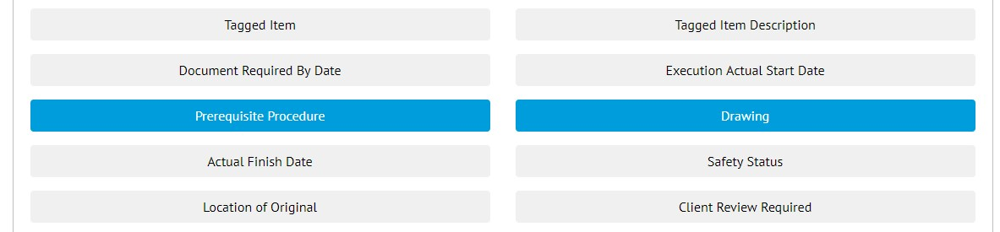 Tagged Item
Tagged Item Description
Document Required By Date
Execution Actual Start Date
Prerequisite Procedure
Drawing
Actual Finish Date
Safety Status
Location of Original
Client Review Required